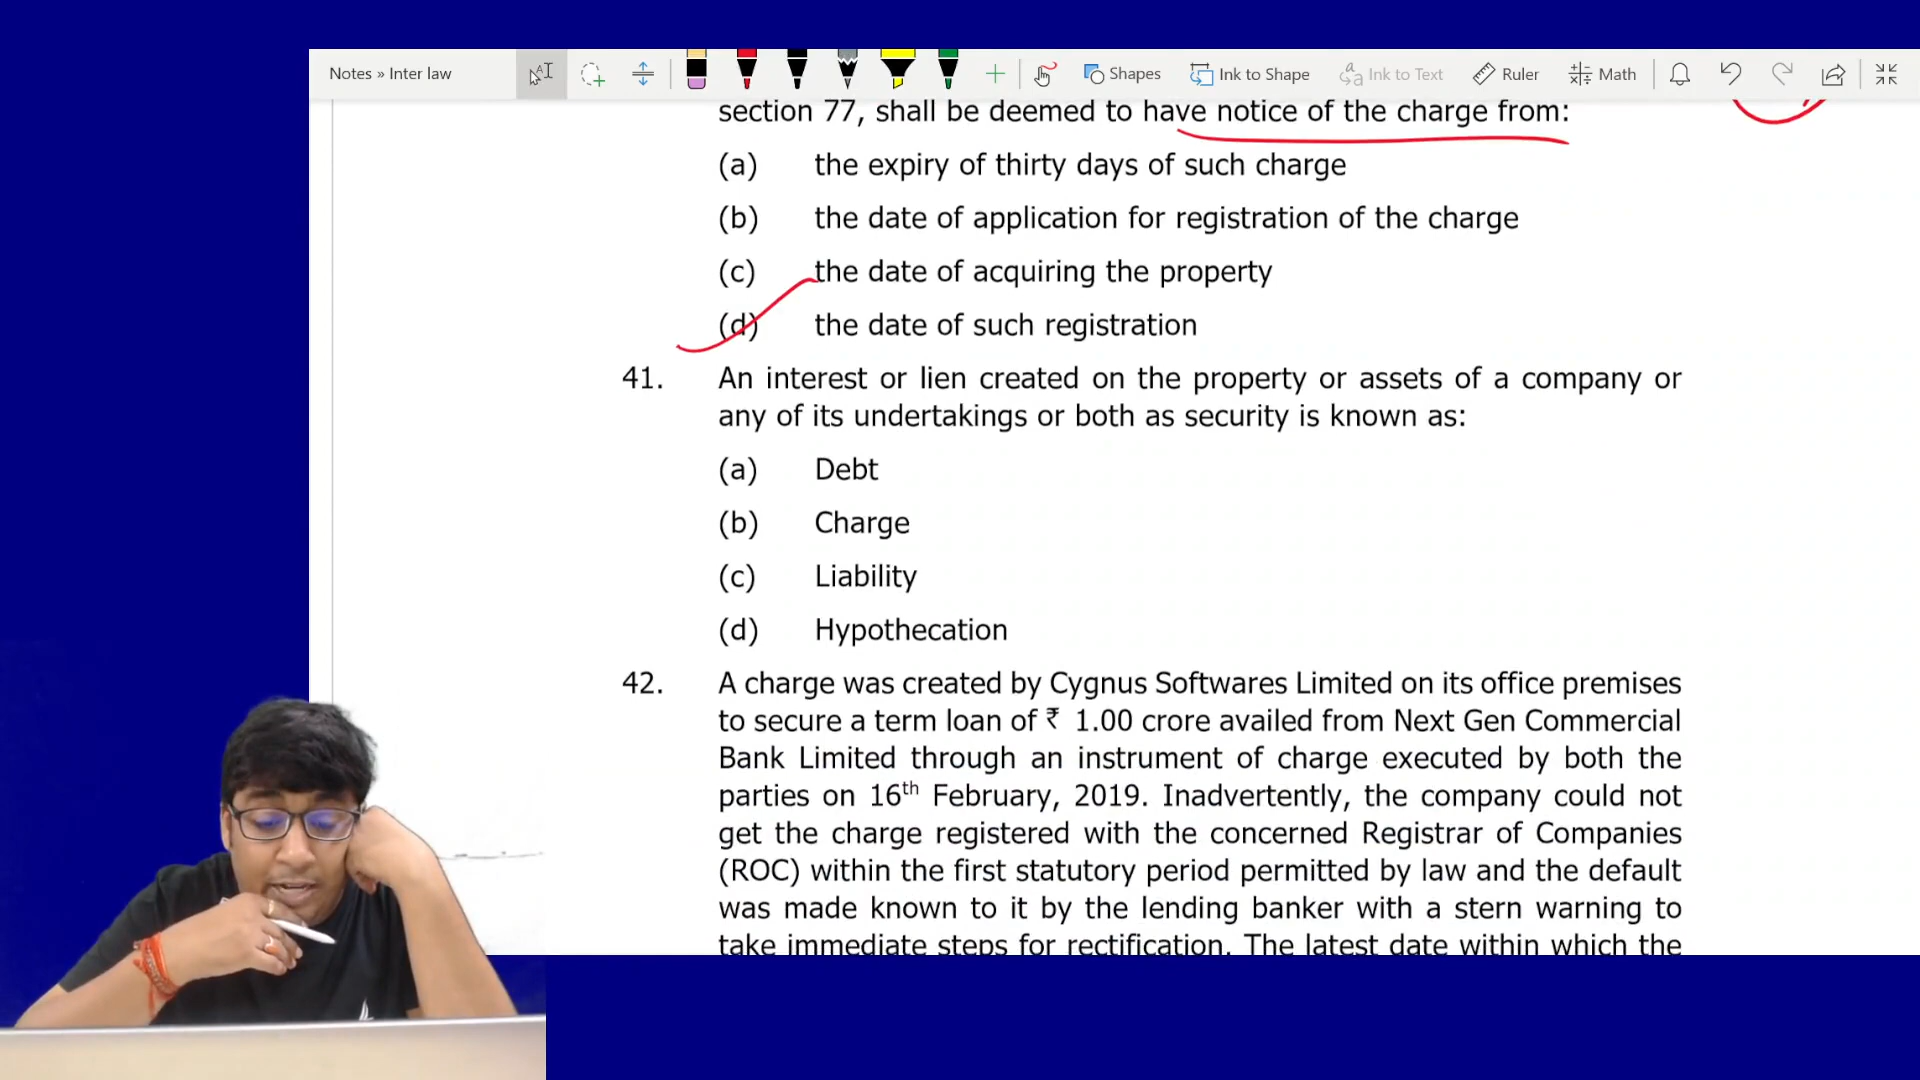 Notes » Inter law
Shapes
Ink to Shape
Ink to Text
Ruler
Math
section 77, shall be deemed to have notice of the charge from:
(a) the expiry of thirty days of such charge
(b) the date of application for registration of the charge
(c) the date of acquiring the property
(d) the date of such registration
41. An interest or lien created on the property or assets of a company or
any of its undertakings or both as security is known as:
(a) Debt
(b) Charge
(c) Liability
(d) Hypothecation
42. A charge was created by Cygnus Softwares Limited on its office premises
to secure a term loan of ₹ 1.00 crore availed from Next Gen Commercial
Bank Limited through an instrument of charge executed by both the
parties on 16th February, 2019. Inadvertently, the company could not
get the charge registered with the concerned Registrar of Companies
(ROC) within the first statutory period permitted by law and the default
was made known to it by the lending banker with a stern warning to
take immediate steps for rectification. The latest date within which the